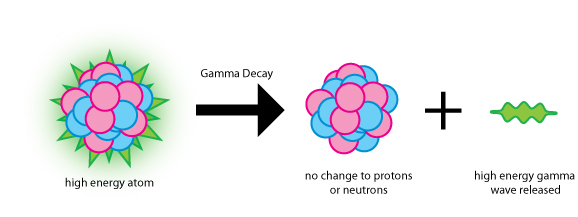 Gamma Decay
high energy atom
no change to protons
or neutrons
high energy gamma
wave released